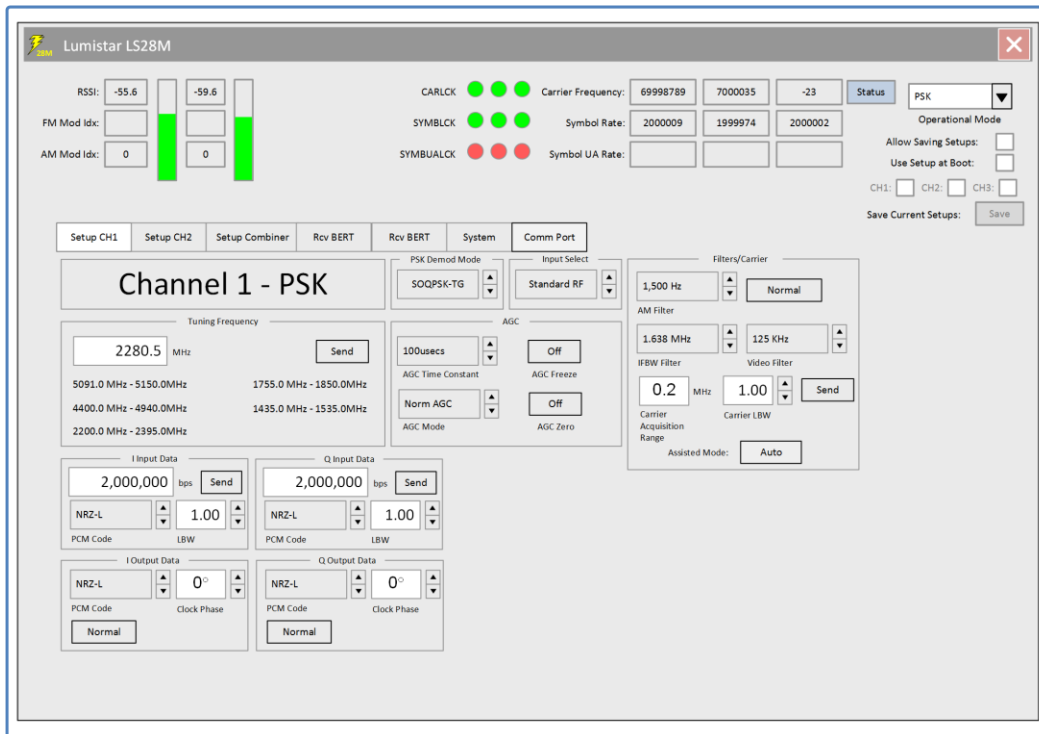 28M
Lumistar LS28M
RSSI: -55.6 -59.6
CARLCK Carrier Frequency: 69998789 7000035 -23 Status PSK
FM Mod Idx:
SYMBLCK Symbol Rate: 2000009 1999974 2000002
Operational Mode
AM Mod Idx: 0 0
SYMBUALCK Symbol UA Rate:
Allow Saving Setups:
Use Setup at Boot:
CH1: CH2: CH3:
Save Current Setups: Save
Setup CH1 Setup CH2 Setup Combiner Rcv BERT Rcv BERT System Comm Port
Channel 1 - PSK
PSK Demod Mode
SOQPSK-TG
Input Select
Standard RF
Filters/Carrier
1,500 Hz Normal
AM Filter
1.638 MHz 125 KHz
IFBW Filter Video Filter
0.2 MHz 1.00 Send
Carrier Acquisition Range
Carrier LBW
Assisted Mode: Auto
Tuning Frequency
2280.5 MHz Send
5091.0 MHz - 5150.0MHz 1755.0 MHz - 1850.0MHz
4400.0 MHz - 4940.0MHz 1435.0 MHz - 1535.0MHz
2200.0 MHz - 2395.0MHz
AGC
100usecs Off
AGC Time Constant AGC Freeze
Norm AGC Off
AGC Mode AGC Zero
I Input Data
2,000,000 bps Send
NRZ-L 1.00
PCM Code LBW
Q Input Data
2,000,000 bps Send
NRZ-L 1.00
PCM Code LBW
I Output Data
NRZ-L 0°
PCM Code Clock Phase
Normal
Q Output Data
NRZ-L 0°
PCM Code Clock Phase
Normal